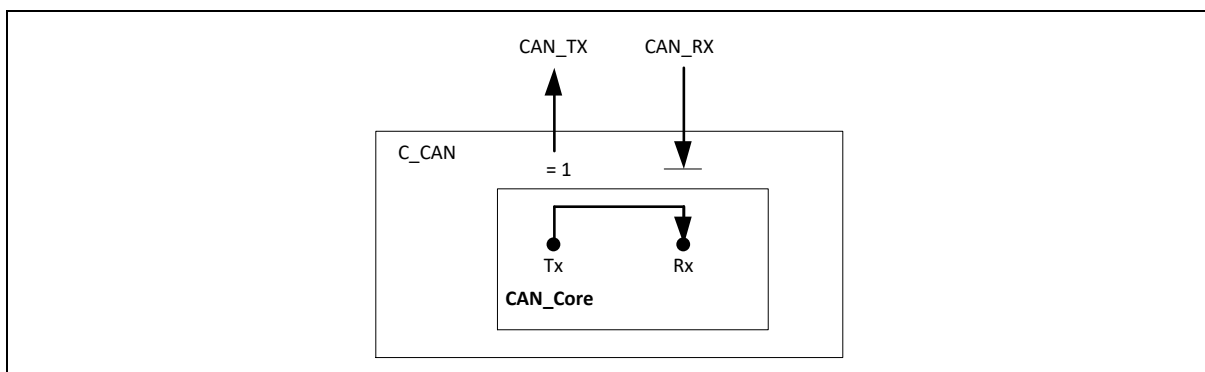 CAN_TX CAN_RX
C_CAN
= 1
Tx Rx
CAN_Core